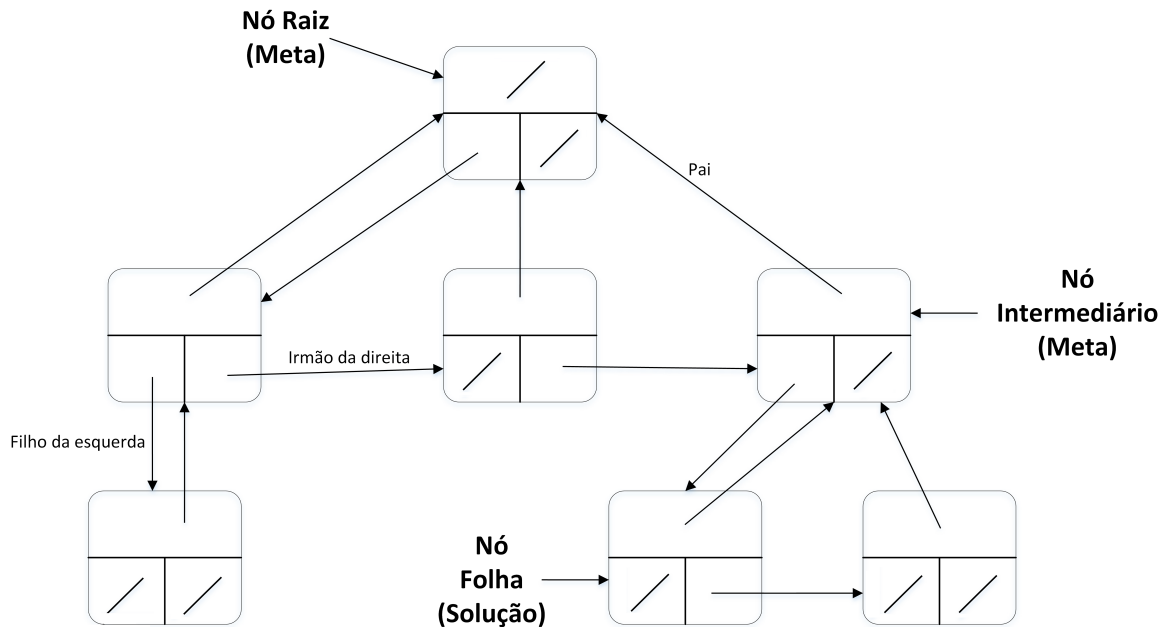 Nó Raiz
(Meta)
Pai
Nó
Intermediário
(Meta)
Irmão da direita
Filho da esquerda
Nó
Folha
(Solução)